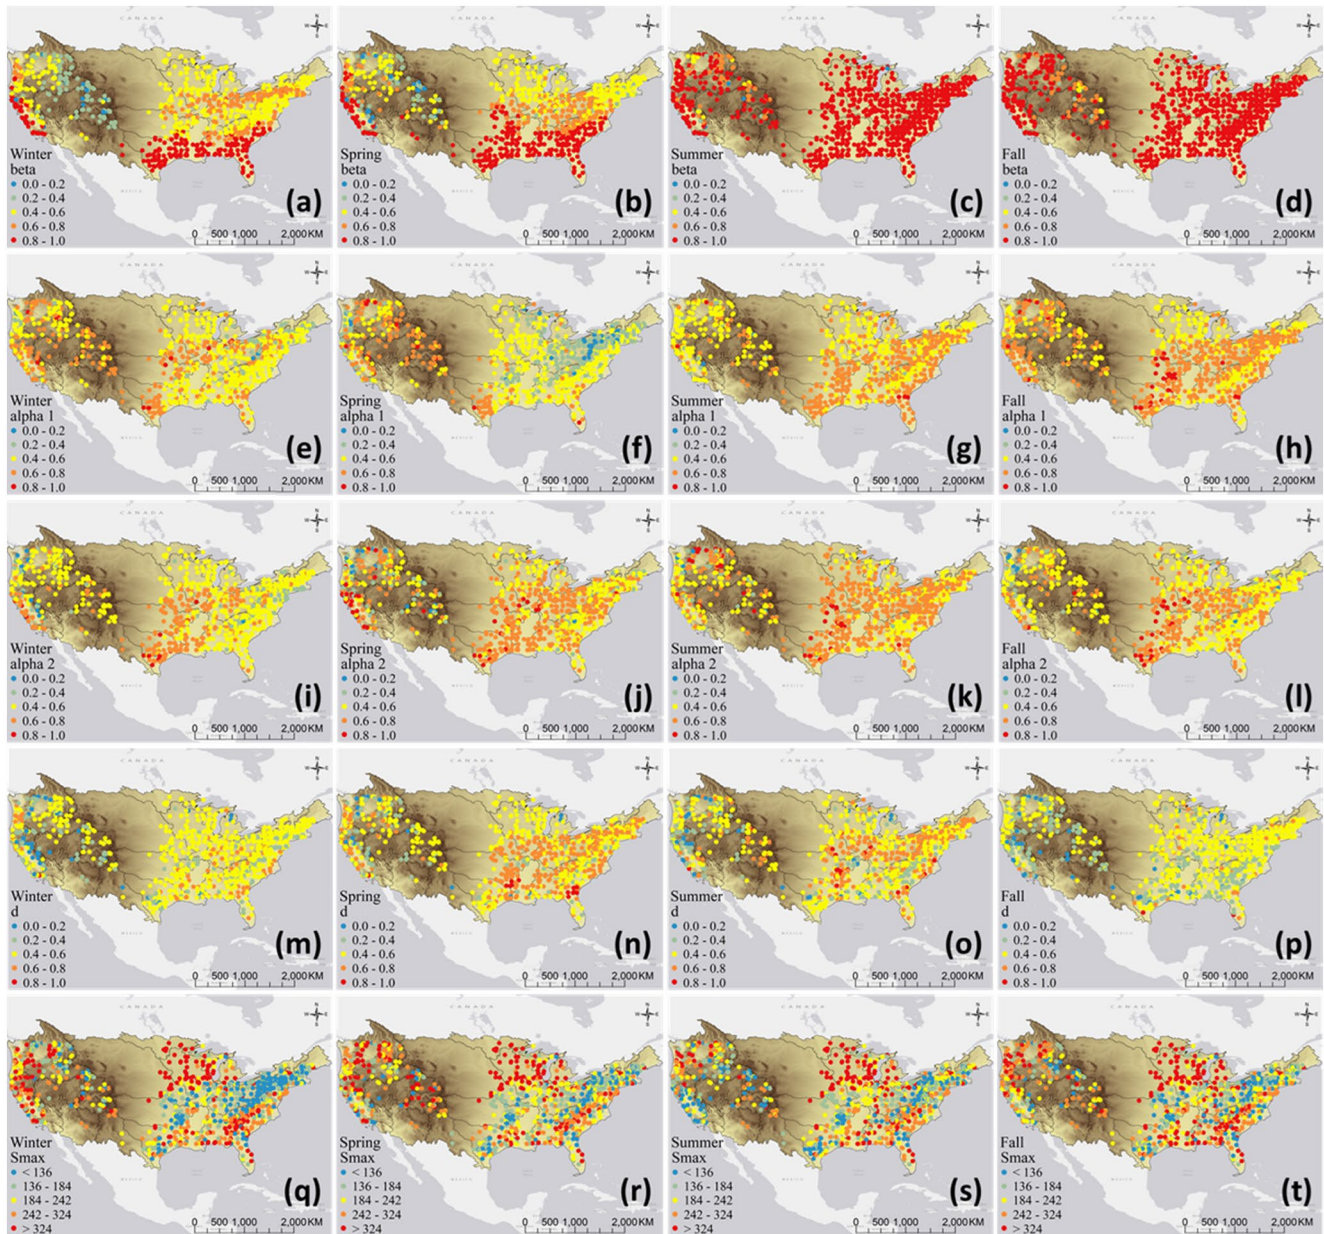 CANADA
CANADA
CANADA
CANADA
MEXICO
MEXICO
MEXICO
MEXICO
Winter
beta
0.0 - 0.2
0.2 - 0.4
0.4 - 0.6
0.6 - 0.8
0.8 - 1.0
(a)
0 500 1,000 2,000 KM
Spring
beta
0.0 - 0.2
0.2 - 0.4
0.4 - 0.6
0.6 - 0.8
0.8 - 1.0
(b)
0 500 1,000 2,000 KM
Summer
beta
0.0 - 0.2
0.2 - 0.4
0.4 - 0.6
0.6 - 0.8
0.8 - 1.0
(c)
0 500 1,000 2,000 KM
Fall
beta
0.0 - 0.2
0.2 - 0.4
0.4 - 0.6
0.6 - 0.8
0.8 - 1.0
(d)
0 500 1,000 2,000 KM
Winter
alpha 1
0.0 - 0.2
0.2 - 0.4
0.4 - 0.6
0.6 - 0.8
0.8 - 1.0
(e)
0 500 1,000 2,000 KM
Spring
alpha 1
0.0 - 0.2
0.2 - 0.4
0.4 - 0.6
0.6 - 0.8
0.8 - 1.0
(f)
0 500 1,000 2,000 KM
Summer
alpha 1
0.0 - 0.2
0.2 - 0.4
0.4 - 0.6
0.6 - 0.8
0.8 - 1.0
(g)
0 500 1,000 2,000 KM
Fall
alpha 1
0.0 - 0.2
0.2 - 0.4
0.4 - 0.6
0.6 - 0.8
0.8 - 1.0
(h)
0 500 1,000 2,000 KM
Winter
alpha 2
0.0 - 0.2
0.2 - 0.4
0.4 - 0.6
0.6 - 0.8
0.8 - 1.0
(i)
0 500 1,000 2,000 KM
Spring
alpha 2
0.0 - 0.2
0.2 - 0.4
0.4 - 0.6
0.6 - 0.8
0.8 - 1.0
(j)
0 500 1,000 2,000 KM
Summer
alpha 2
0.0 - 0.2
0.2 - 0.4
0.4 - 0.6
0.6 - 0.8
0.8 - 1.0
(k)
0 500 1,000 2,000 KM
Fall
alpha 2
0.0 - 0.2
0.2 - 0.4
0.4 - 0.6
0.6 - 0.8
0.8 - 1.0
(l)
0 500 1,000 2,000 KM
Winter
d
0.0 - 0.2
0.2 - 0.4
0.4 - 0.6
0.6 - 0.8
0.8 - 1.0
(m)
0 500 1,000 2,000 KM
Spring
d
0.0 - 0.2
0.2 - 0.4
0.4 - 0.6
0.6 - 0.8
0.8 - 1.0
(n)
0 500 1,000 2,000 KM
Summer
d
0.0 - 0.2
0.2 - 0.4
0.4 - 0.6
0.6 - 0.8
0.8 - 1.0
(o)
0 500 1,000 2,000 KM
Fall
d
0.0 - 0.2
0.2 - 0.4
0.4 - 0.6
0.6 - 0.8
0.8 - 1.0
(p)
0 500 1,000 2,000 KM
Winter
Smax
< 136
136 - 184
184 - 242
242 - 324
> 324
(q)
0 500 1,000 2,000 KM
Spring
Smax
< 136
136 - 184
184 - 242
242 - 324
> 324
(r)
0 500 1,000 2,000 KM
Summer
Smax
< 136
136 - 184
184 - 242
242 - 324
> 324
(s)
0 500 1,000 2,000 KM
Fall
Smax
< 136
136 - 184
184 - 242
242 - 324
> 324
(t)
0 500 1,000 2,000 KM